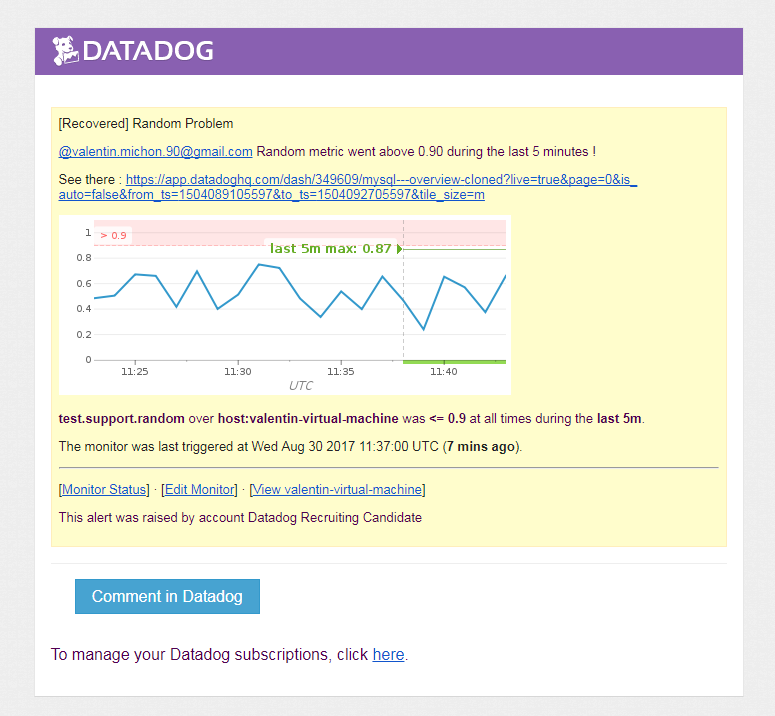 DATADOG
[Recovered] Random Problem
@valentin.michon.90@gmail.com Random metric went above 0.90 during the last 5 minutes !
See there : https://app.datadoghq.com/dash/349609/mysql---overview-cloned?live=true&page=0&is_
auto=false&from_ts=1504089105597&to_ts=1504092705597&tile_size=m
1
> 0.9
last 5m max: 0.87
0.8
0.6
0.4
0.2
0
11:25 11:30 11:35 11:40
UTC
test.support.random over host:valentin-virtual-machine was <= 0.9 at all times during the last 5m.
The monitor was last triggered at Wed Aug 30 2017 11:37:00 UTC (7 mins ago).
[Monitor Status] · [Edit Monitor] · [View valentin-virtual-machine]
This alert was raised by account Datadog Recruiting Candidate
Comment in Datadog
To manage your Datadog subscriptions, click here.